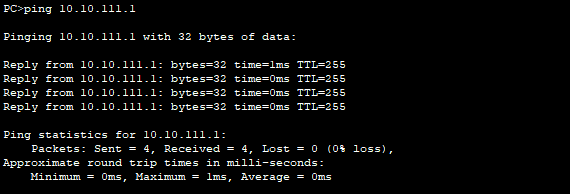 PC>ping 10.10.111.1
Pinging 10.10.111.1 with 32 bytes of data:
Reply from 10.10.111.1: bytes=32 time=1ms TTL=255
Reply from 10.10.111.1: bytes=32 time=0ms TTL=255
Reply from 10.10.111.1: bytes=32 time=0ms TTL=255
Reply from 10.10.111.1: bytes=32 time=0ms TTL=255
Ping statistics for 10.10.111.1:
Packets: Sent = 4, Received = 4, Lost = 0 (0% loss),
Approximate round trip times in milli-seconds:
Minimum = 0ms, Maximum = 1ms, Average = 0ms